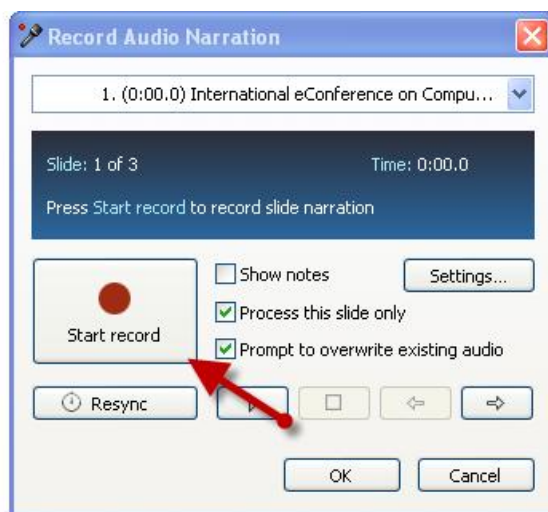 Record Audio Narration
1. (0:00.0) International eConference on Compu...
Slide: 1 of 3 Time: 0:00.0
Press Start record to record slide narration
Start record
Show notes
Settings...
Process this slide only
Prompt to overwrite existing audio
Resync
OK Cancel